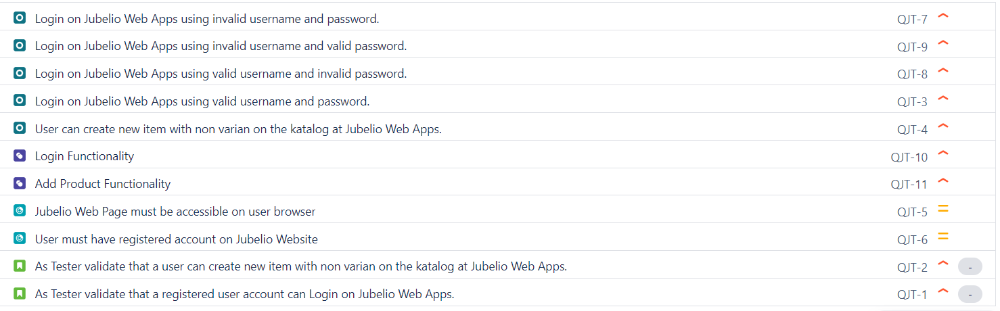 Login on Jubelio Web Apps using invalid username and password. QJT-7
Login on Jubelio Web Apps using invalid username and valid password. QJT-9
Login on Jubelio Web Apps using valid username and invalid password. QJT-8
Login on Jubelio Web Apps using valid username and password. QJT-3
User can create new item with non varian on the katalog at Jubelio Web Apps. QJT-4
Login Functionality QJT-10
Add Product Functionality QJT-11
Jubelio Web Page must be accessible on user browser QJT-5
User must have registered account on Jubelio Website QJT-6
As Tester validate that a user can create new item with non varian on the katalog at Jubelio Web Apps. QJT-2 -
As Tester validate that a registered user account can Login on Jubelio Web Apps. QJT-1 -